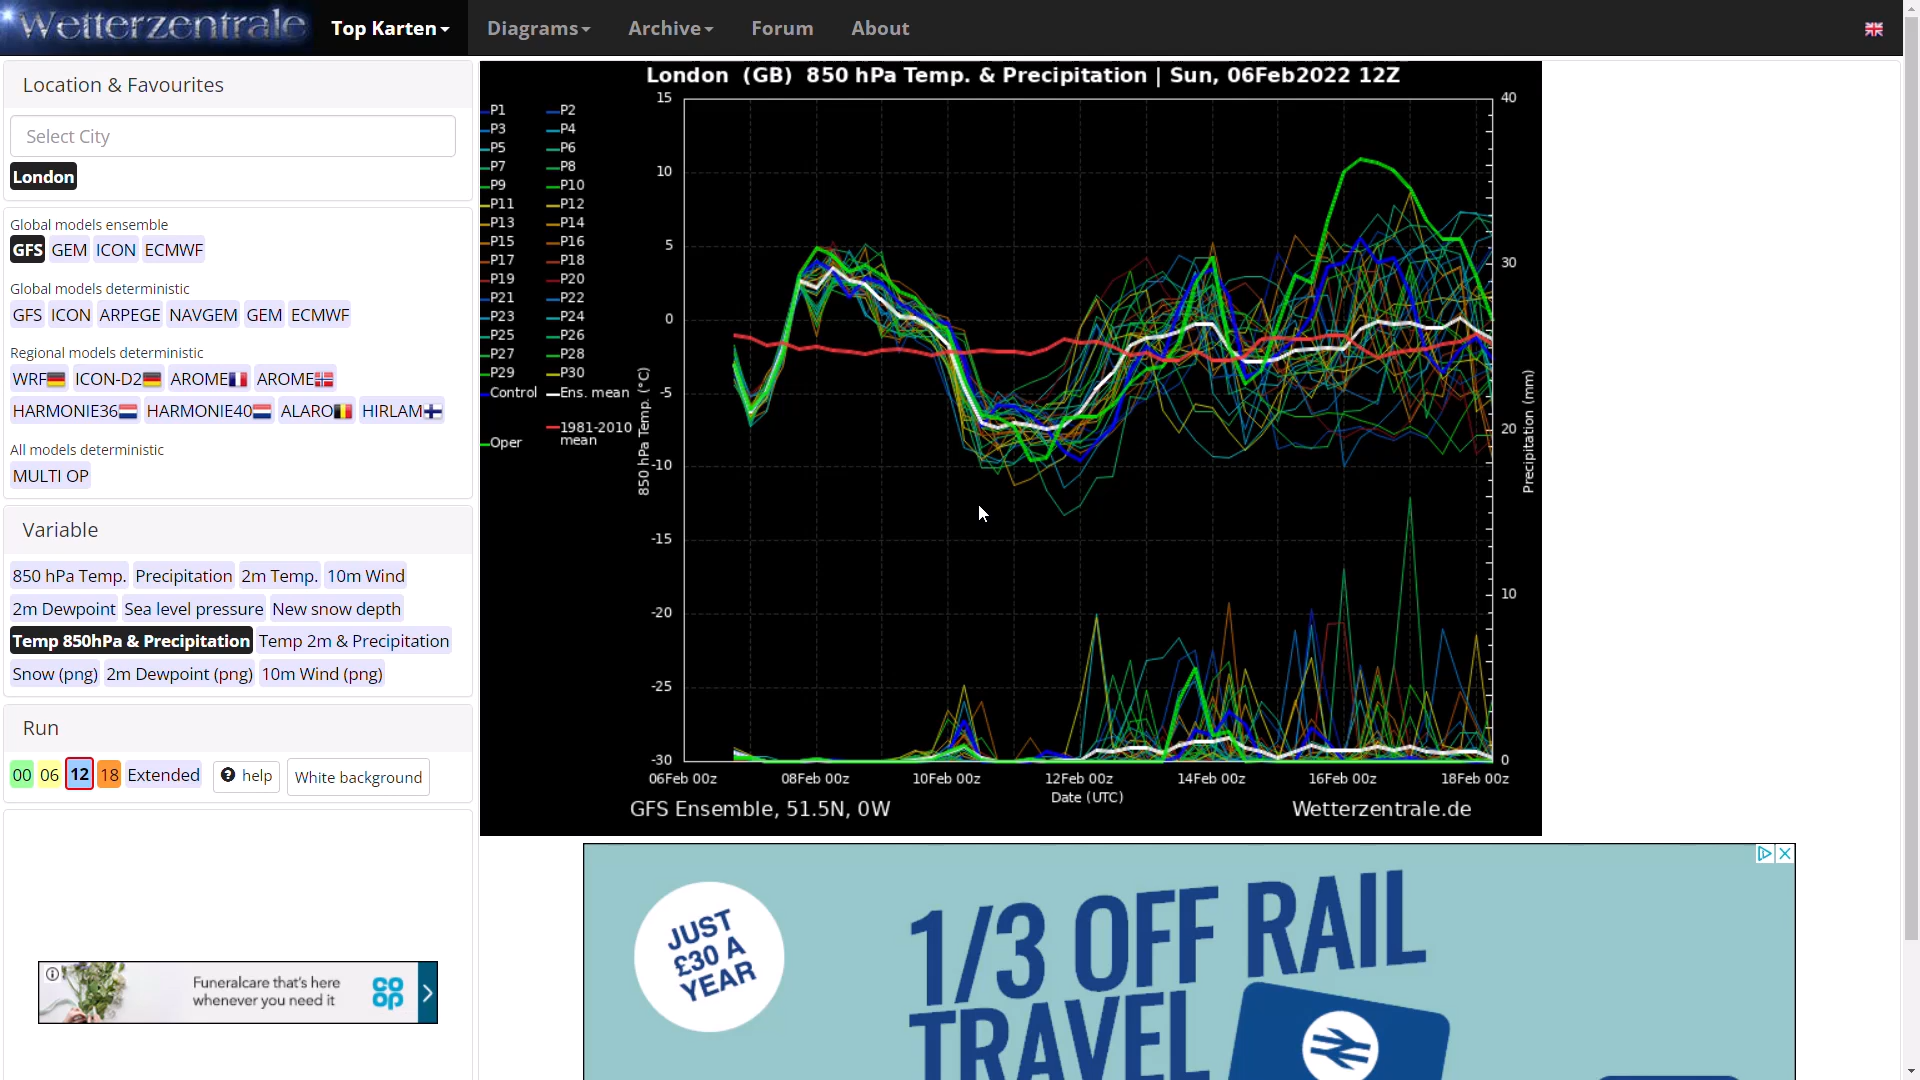 Wetterzentrale
Top Karten
Diagrams
Archive
Forum
About
Location & Favourites
Select City
London
Global models ensemble
GFS GEM ICON ECMWF
Global models deterministic
GFS ICON ARPEGE NAVGEM GEM ECMWF
Regional models deterministic
WRF ICON-D2 AROME AROME
HARMONIE36 HARMONIE40 ALARO HIRLAM
All models deterministic
MULTI OP
Variable
850 hPa Temp. Precipitation 2m Temp. 10m Wind
2m Dewpoint Sea level pressure New snow depth
Temp 850hPa & Precipitation Temp 2m & Precipitation
Snow (png) 2m Dewpoint (png) 10m Wind (png)
Run
00 06 12 18 Extended help White background
Funeralcare that's here
whenever you need it
CO
OP
London (GB) 850 hPa Temp. & Precipitation | Sun, 06Feb2022 12Z
P1 P2
P3 P4
P5 P6
P7 P8
P9 P10
P11 P12
P13 P14
P15 P16
P17 P18
P19 P20
P21 P22
P23 P24
P25 P26
P27 P28
P29 P30
Control Ens. mean
1981-2010
mean
Oper
850 hPa Temp. (°C)
15
10
5
0
-5
-10
-15
-20
-25
-30
40
30
20
10
0
Precipitation (mm)
06Feb 00z 08Feb 00z 10Feb 00z 12Feb 00z 14Feb 00z 16Feb 00z 18Feb 00z
Date (UTC)
GFS Ensemble, 51.5N, 0W
Wetterzentrale.de
JUST
£30 A
YEAR
1/3 OFF RAIL
TRAVEL